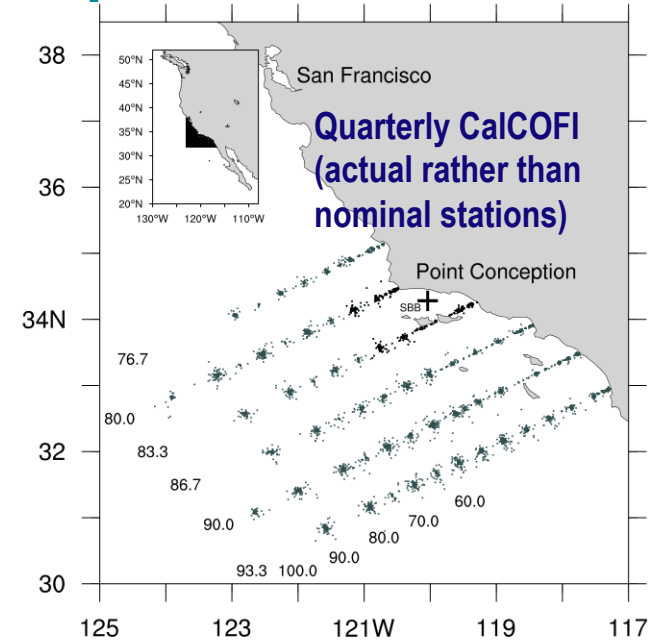 38
36
34N
32
30
125
123
121W
119
117
50°N
45°N
40°N
35°N
30°N
25°N
20°N
130°W
120°W
110°W
San Francisco
Quarterly CalCOFI
(actual rather than
nominal stations)
Point Conception
SBB
76.7
80.0
83.3
86.7
90.0
93.3
100.0
90.0
80.0
70.0
60.0